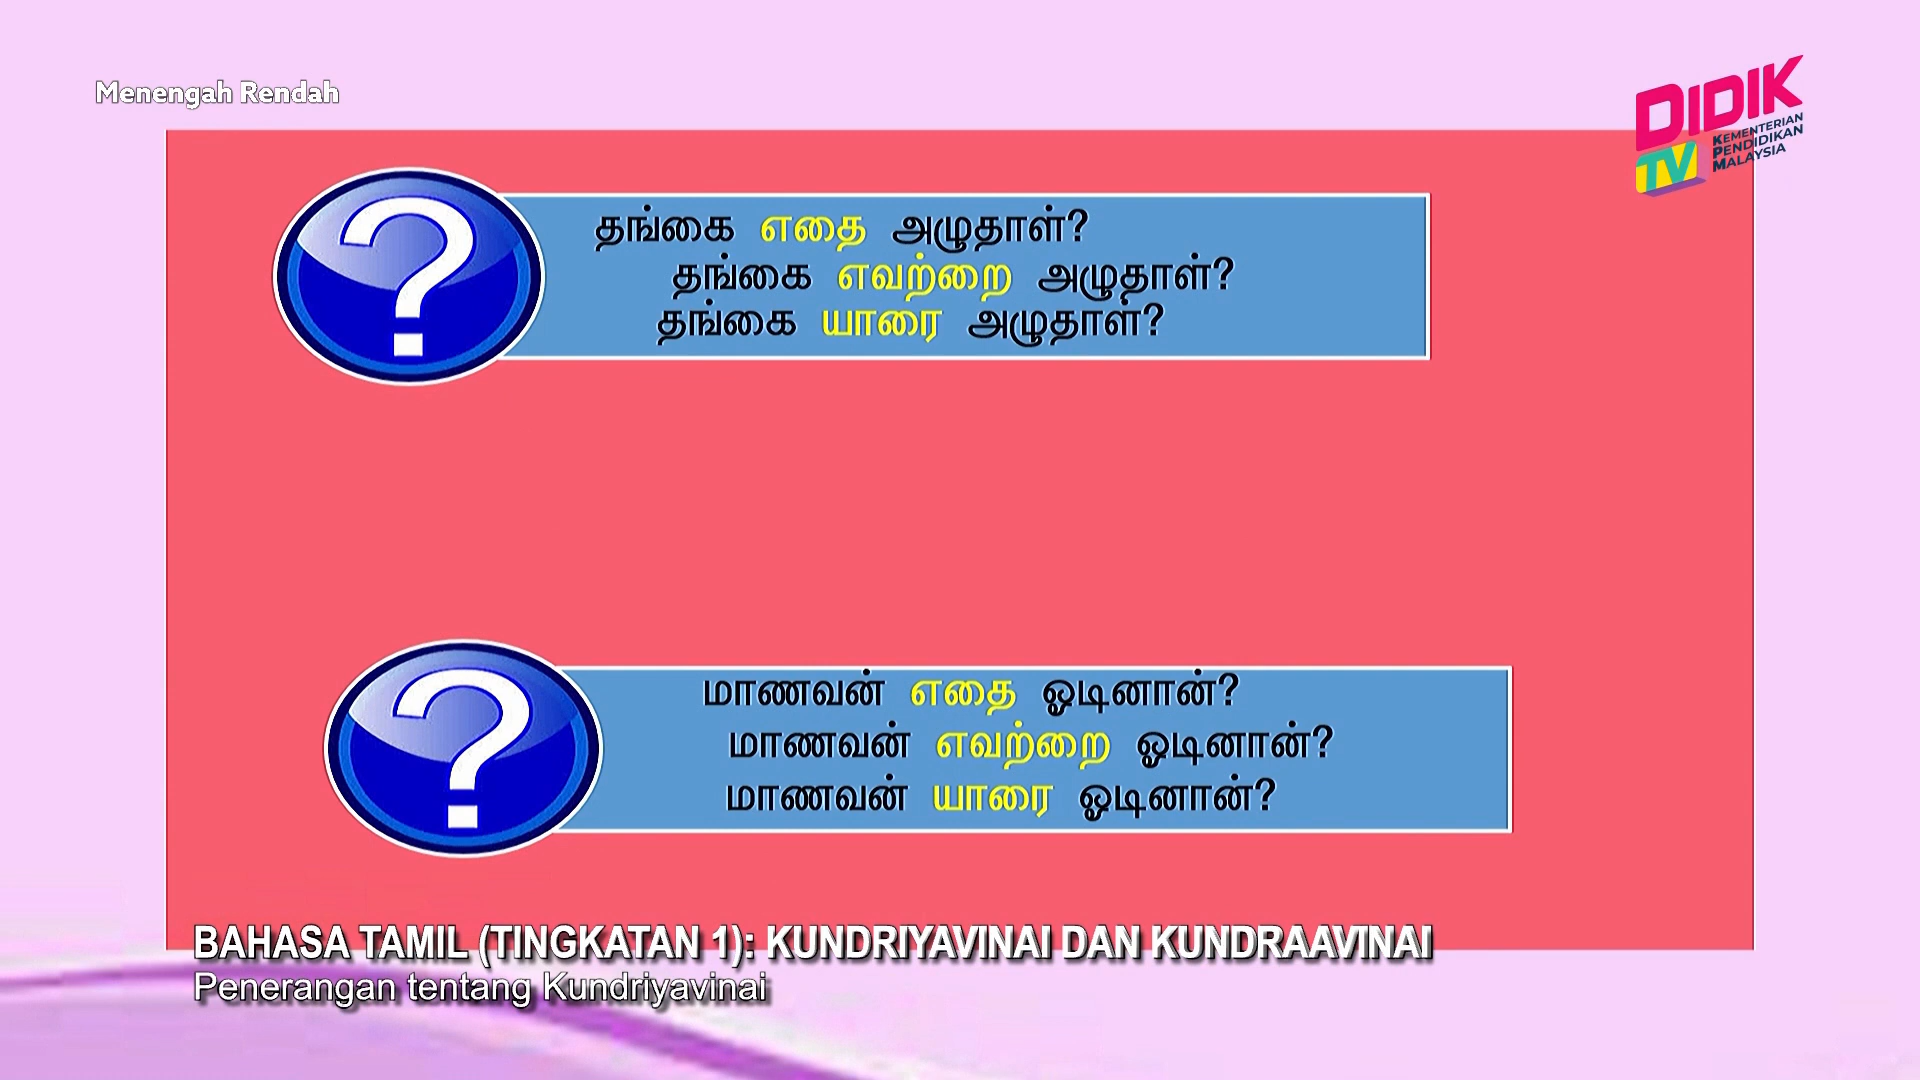 Menengah Rendah
DIDIK
TV
KEMENTERIAN
PENDIDIKAN
MALAYSIA
தங்கை எதை அழுதாள்?
தங்கை எவற்றை அழுதாள்?
தங்கை யாரை அழுதாள்?
மாணவன் எதை ஓடினான்?
மாணவன் எவற்றை ஓடினான்?
மாணவன் யாரை ஓடினான்?
BAHASA TAMIL (TINGKATAN 1): KUNDRIYAVINAI DAN KUNDRAAVINAI
Penerangan tentang Kundriyavinai